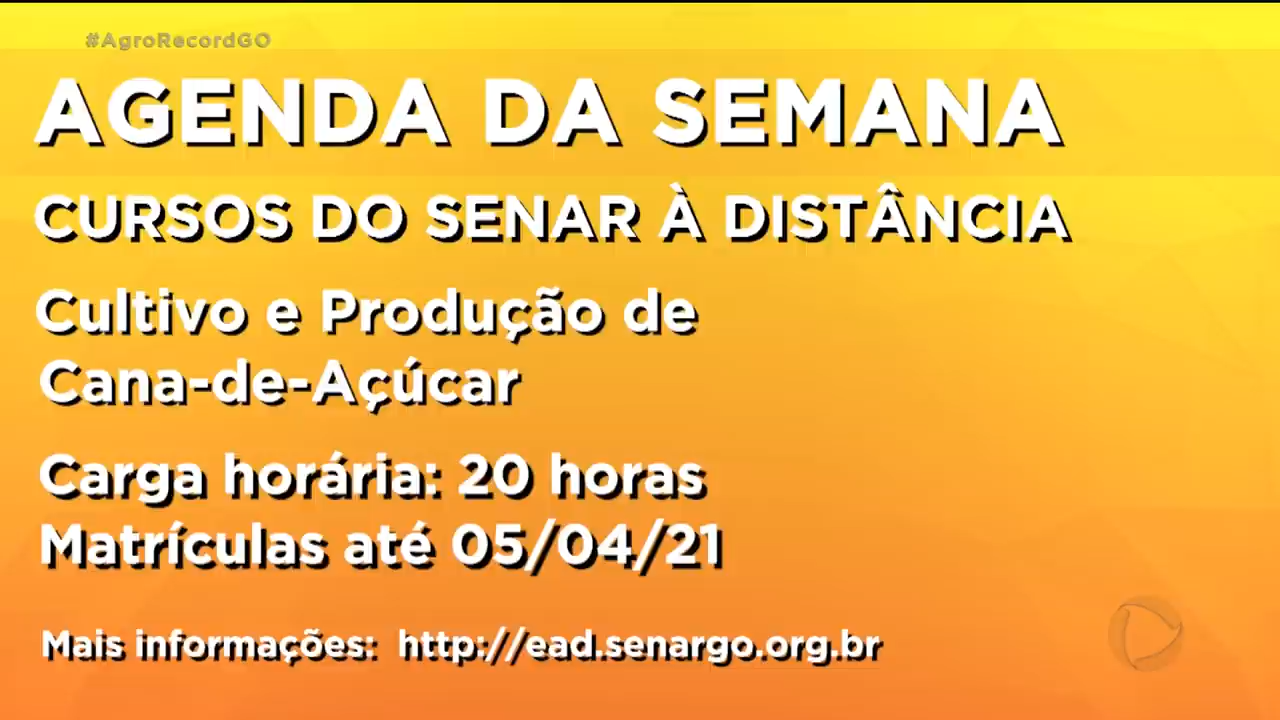 #AgroRecordGO
AGENDA DA SEMANA
CURSOS DO SENAR À DISTÂNCIA
Cultivo e Produção de
Cana-de-Açúcar
Carga horária: 20 horas
Matrículas até 05/04/21
Mais informações: http://ead.senargo.org.br